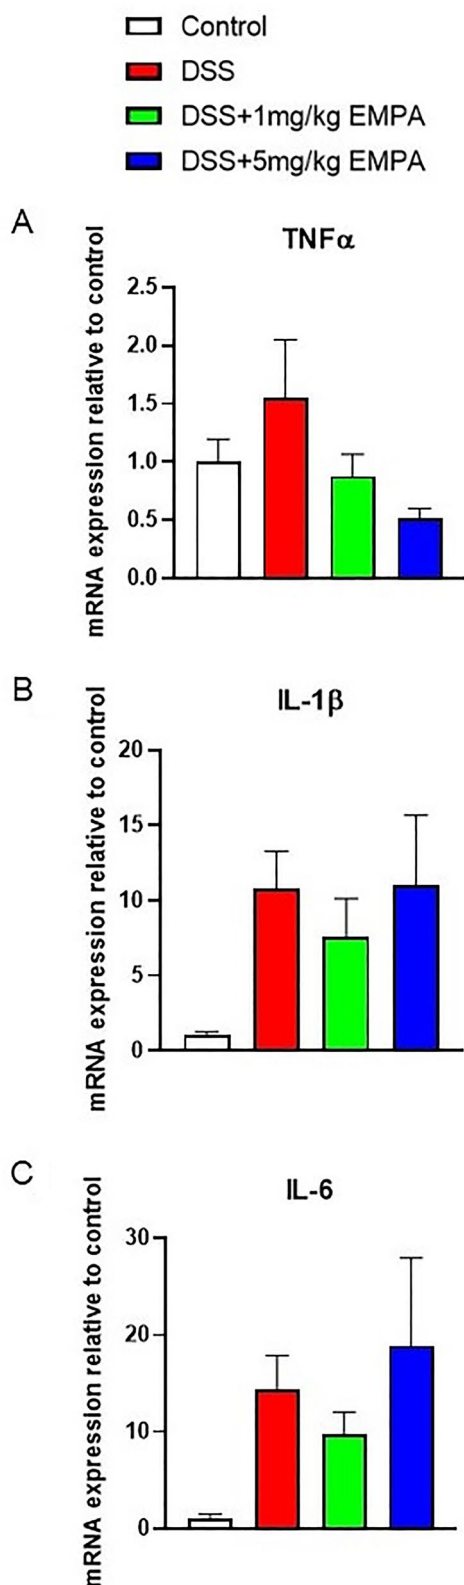 Control
DSS
DSS+1mg/kg EMPA
DSS+5mg/kg EMPA
A
TNFα
mRNA expression relative to control
2.5
2.0
1.5
1.0
0.5
0.0
B
IL-1β
mRNA expression relative to control
20
15
10
5
0
C
IL-6
mRNA expression relative to control
30
20
10
0